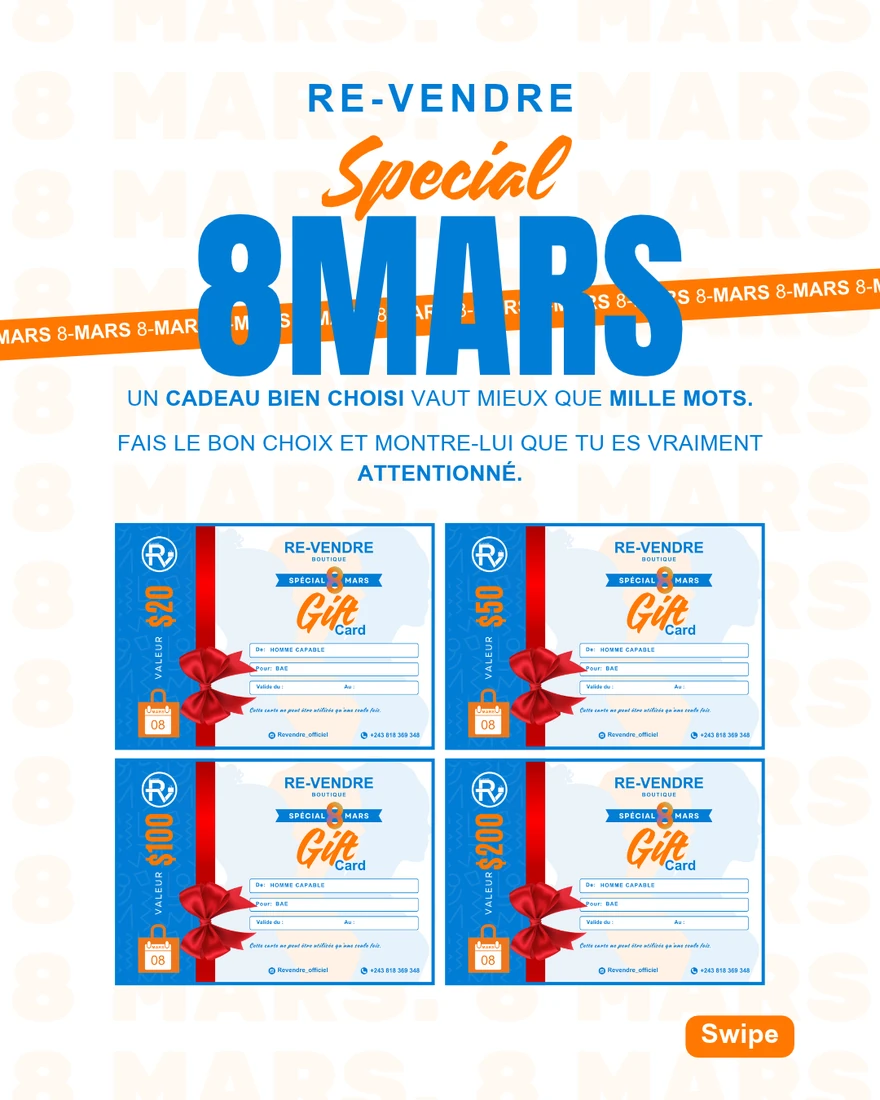 RE-VENDRE
Special
8MARS
MARS 8-MARS 8-MAR
8-MARS 8-MARS 8-M
UN CADEAU BIEN CHOISI VAUT MIEUX QUE MILLE MOTS.
FAIS LE BON CHOIX ET MONTRE-LUI QUE TU ES VRAIMENT
ATTENTIONNÉ.
VALEUR $20
08
RE-VENDRE
BOUTIQUE
SPÉCIAL 8 MARS
Gift
Card
De: HOMME CAPABLE
Pour: BAE
Valide du : Au :
Cette carte ne peut être utilisée qu'une seule fois.
Revendre_officiel +243 818 369 348
VALEUR $50
08
RE-VENDRE
BOUTIQUE
SPÉCIAL 8 MARS
Gift
Card
De: HOMME CAPABLE
Pour: BAE
Valide du : Au :
Cette carte ne peut être utilisée qu'une seule fois.
Revendre_officiel +243 818 369 348
VALEUR $100
08
RE-VENDRE
BOUTIQUE
SPÉCIAL 8 MARS
Gift
Card
De: HOMME CAPABLE
Pour: BAE
Valide du : Au :
Cette carte ne peut être utilisée qu'une seule fois.
Revendre_officiel +243 818 369 348
VALEUR $200
08
RE-VENDRE
BOUTIQUE
SPÉCIAL 8 MARS
Gift
Card
De: HOMME CAPABLE
Pour: BAE
Valide du : Au :
Cette carte ne peut être utilisée qu'une seule fois.
Revendre_officiel +243 818 369 348
Swipe